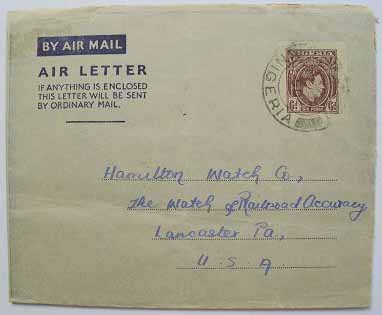 BY AIR MAIL
AIR LETTER
IF ANYTHING IS ENCLOSED
THIS LETTER WILL BE SENT
BY ORDINARY MAIL.
NIGERIA
NIGERIA
Hamilton Watch Co,
The Watch of Railroad Accuracy
Lancaster Pa,
U. S. A.